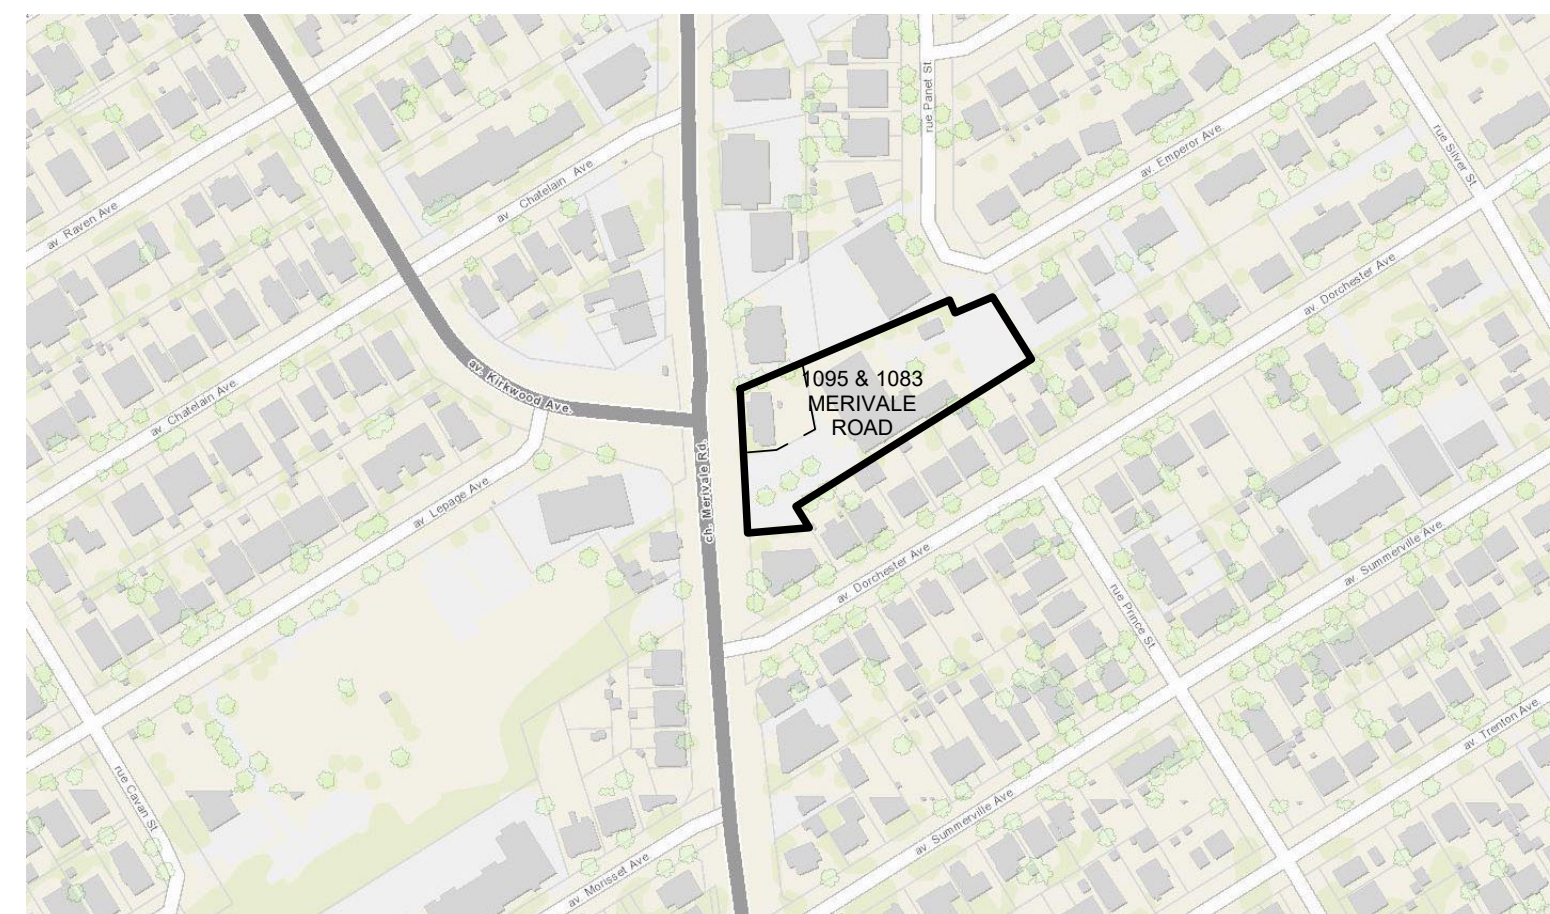 rue Panet St.
av. Emperor Ave
rue Silver St.
av. Chatelain Ave
av. Raven Ave
av. Dorchester Ave
av. Kirkwood Ave.
1095 & 1083
MERIVALE
ROAD
av. Chatelain Ave
ch. Merivale Rd.
av. Lepage Ave
av. Summerville Ave
av. Dorchester Ave
rue Prince St
av. Trenton Ave
rue Cavan St.
av. Summerville Ave
av. Morisset Ave